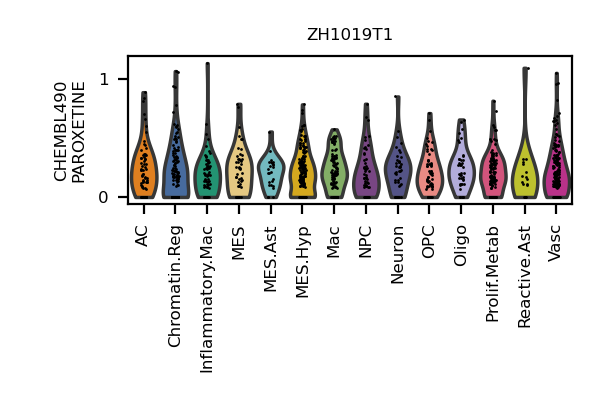 ZH1019T1
CHEMBL490
PAROXETINE
1
0
AC
Chromatin.Reg
Inflammatory.Mac
MES
MES.Ast
MES.Hyp
Mac
NPC
Neuron
OPC
Oligo
Prolif.Metab
Reactive.Ast
Vasc